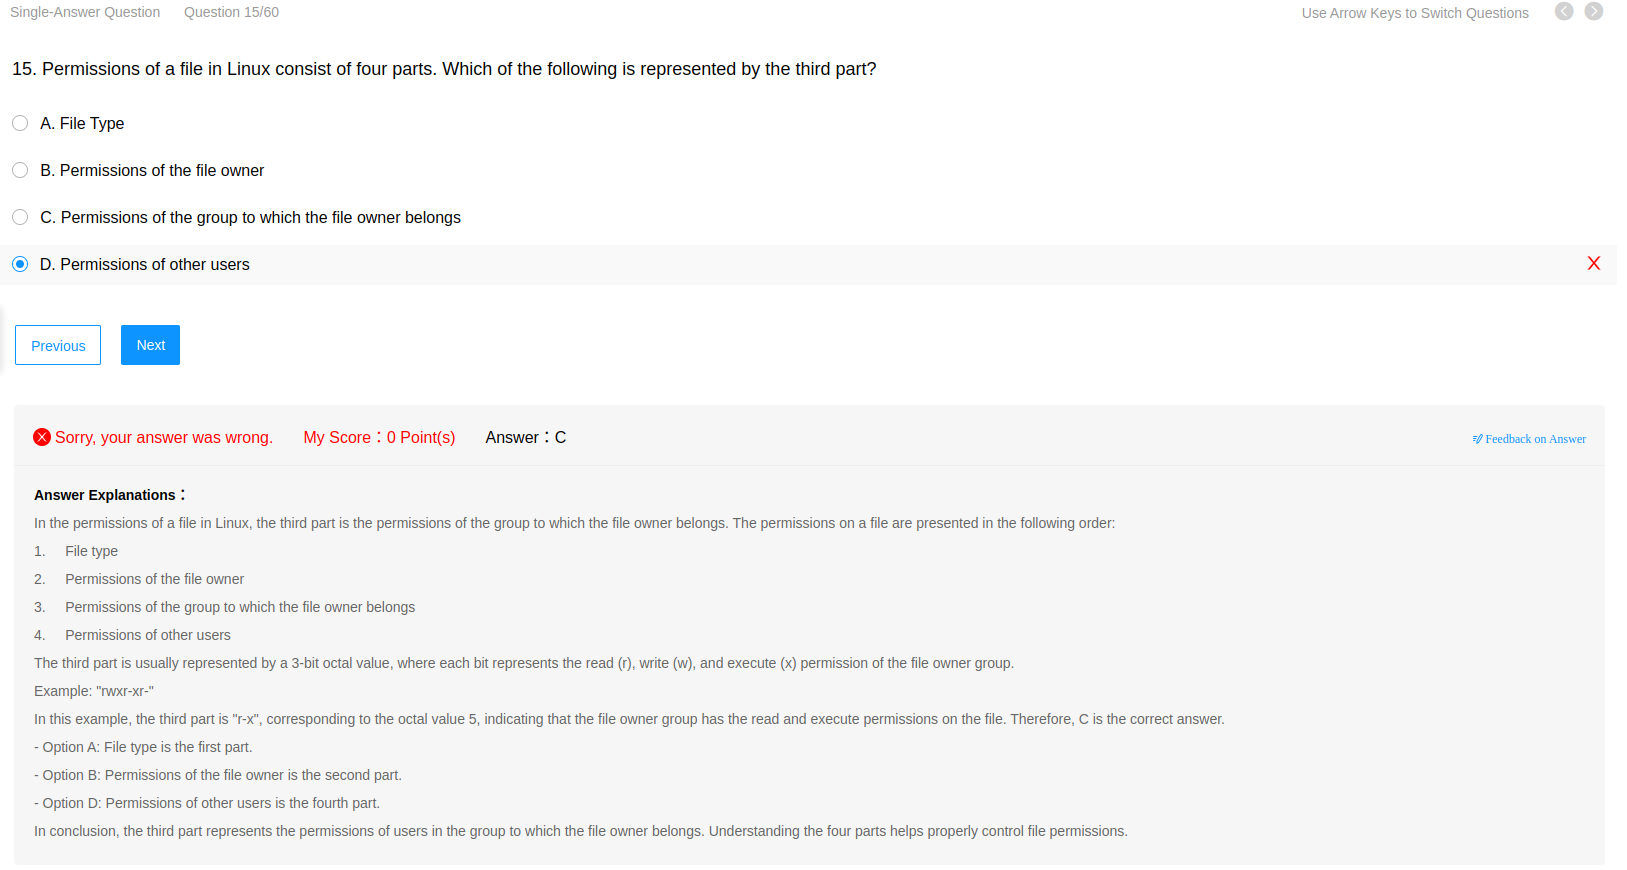 Single-Answer Question Question 15/60 Use Arrow Keys to Switch Questions
15. Permissions of a file in Linux consist of four parts. Which of the following is represented by the third part?
A. File Type
B. Permissions of the file owner
C. Permissions of the group to which the file owner belongs
D. Permissions of other users X
Previous Next
Sorry, your answer was wrong. My Score：0 Point(s) Answer：C Feedback on Answer
Answer Explanations：
In the permissions of a file in Linux, the third part is the permissions of the group to which the file owner belongs. The permissions on a file are presented in the following order:
1. File type
2. Permissions of the file owner
3. Permissions of the group to which the file owner belongs
4. Permissions of other users
The third part is usually represented by a 3-bit octal value, where each bit represents the read (r), write (w), and execute (x) permission of the file owner group.
Example: "rwxr-xr-"
In this example, the third part is "r-x", corresponding to the octal value 5, indicating that the file owner group has the read and execute permissions on the file. Therefore, C is the correct answer.
- Option A: File type is the first part.
- Option B: Permissions of the file owner is the second part.
- Option D: Permissions of other users is the fourth part.
In conclusion, the third part represents the permissions of users in the group to which the file owner belongs. Understanding the four parts helps properly control file permissions.